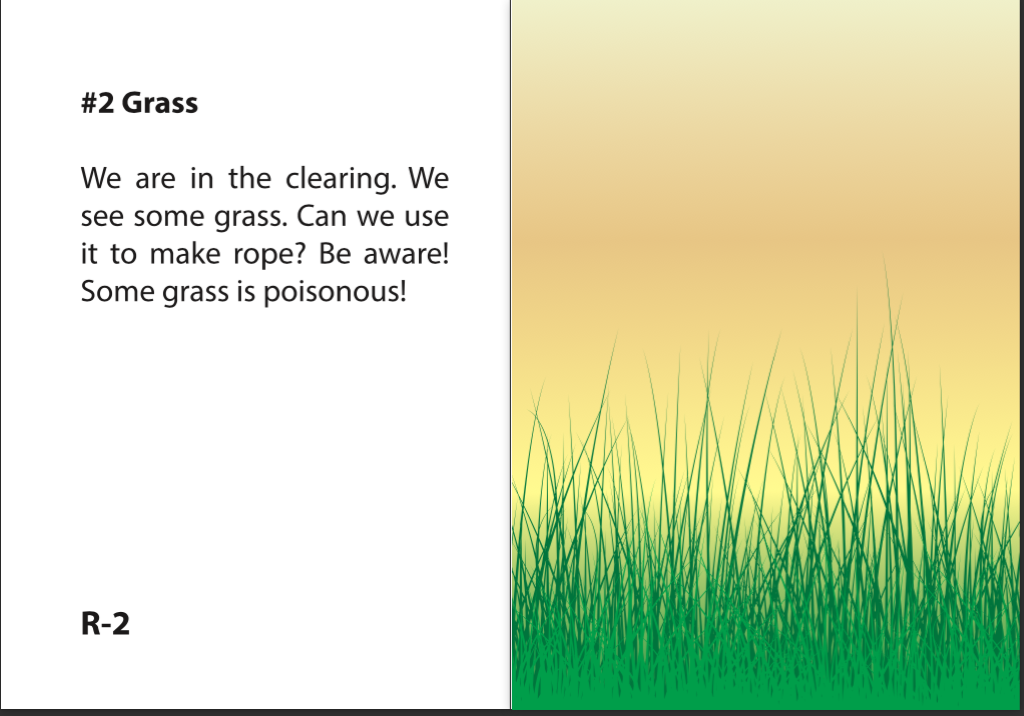 #2 Grass
We are in the clearing. We
see some grass. Can we use
it to make rope? Be aware!
Some grass is poisonous!
R-2